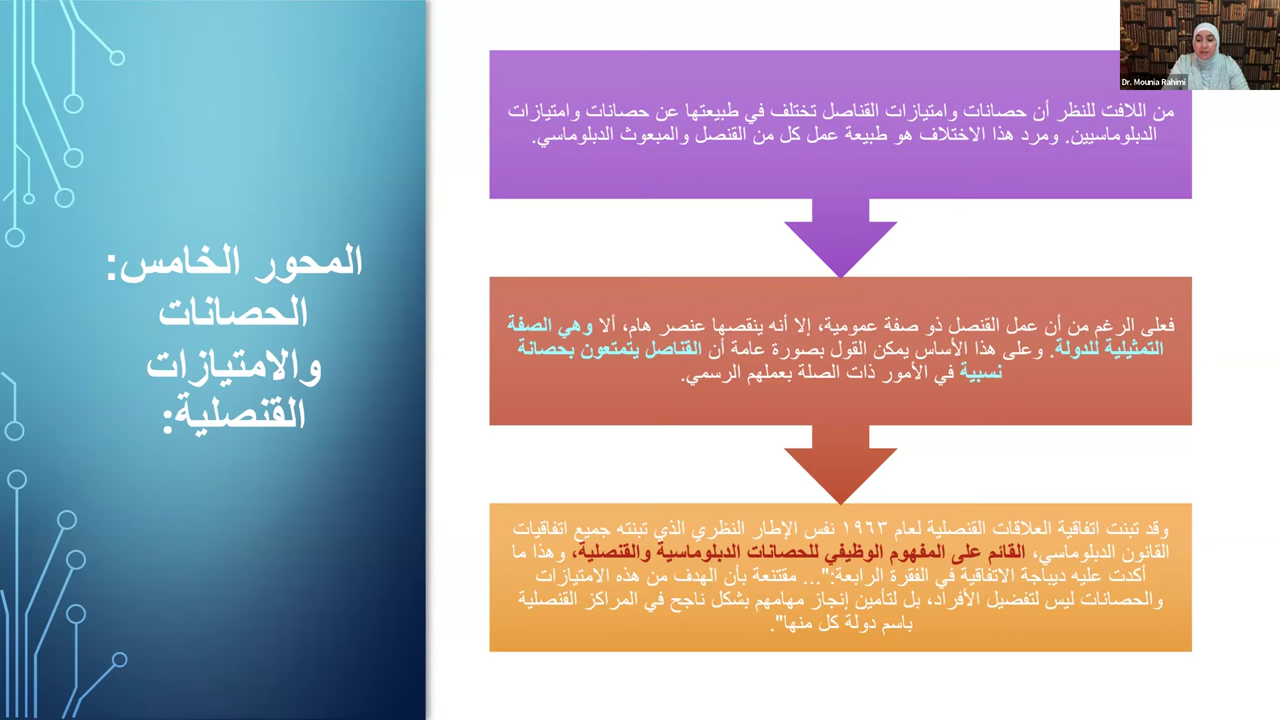 Dr. Mounia Rahimi
المحور الخامس:
الحصانات
والامتيازات
القنصلية:
من اللافت للنظر أن حصانات وامتيازات القناصل تختلف في طبيعتها عن حصانات وامتيازات
الدبلوماسيين. ومرد هذا الاختلاف هو طبيعة عمل كل من القنصل والمبعوث الدبلوماسي.
فعلى الرغم من أن عمل القنصل ذو صفة عمومية، إلا أنه ينقصها عنصر هام، ألا وهي الصفة
التمثيلية للدولة. وعلى هذا الأساس يمكن القول بصورة عامة أن القناصل يتمتعون بحصانة
نسبية في الأمور ذات الصلة بعملهم الرسمي.
وقد تبنت اتفاقية العلاقات القنصلية لعام ١٩٦٣ نفس الإطار النظري الذي تبنته جميع اتفاقيات
القانون الدبلوماسي، القائم على المفهوم الوظيفي للحصانات الدبلوماسية والقنصلية، وهذا ما
أكدت عليه ديباجة الاتفاقية في الفقرة الرابعة:"... مقتنعة بأن الهدف من هذه الامتيازات
والحصانات ليس لتفضيل الأفراد، بل لتأمين إنجاز مهامهم بشكل ناجح في المراكز القنصلية
باسم دولة كل منها".